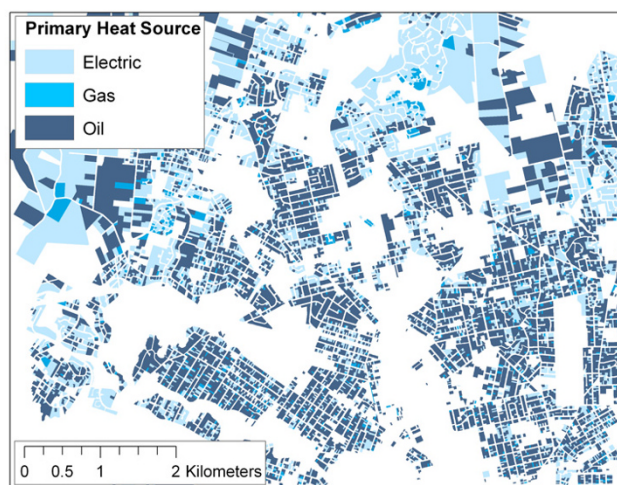 Primary Heat Source
Electric
Gas
Oil
0 0.5 1 2 Kilometers